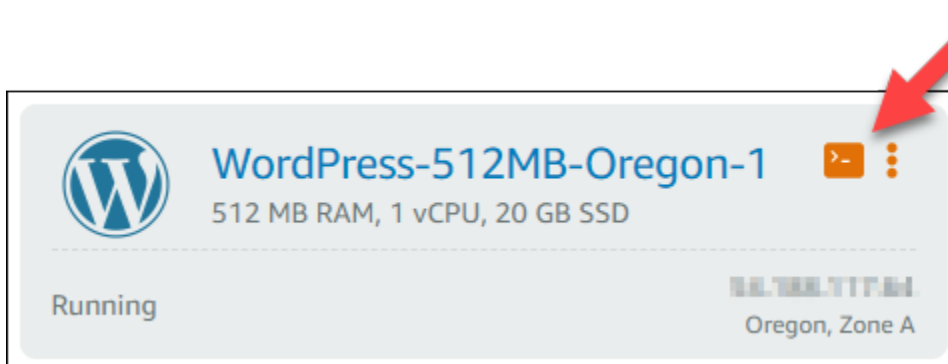 WordPress-512MB-Oregon-1
512 MB RAM, 1 vCPU, 20 GB SSD
Running
Oregon, Zone A